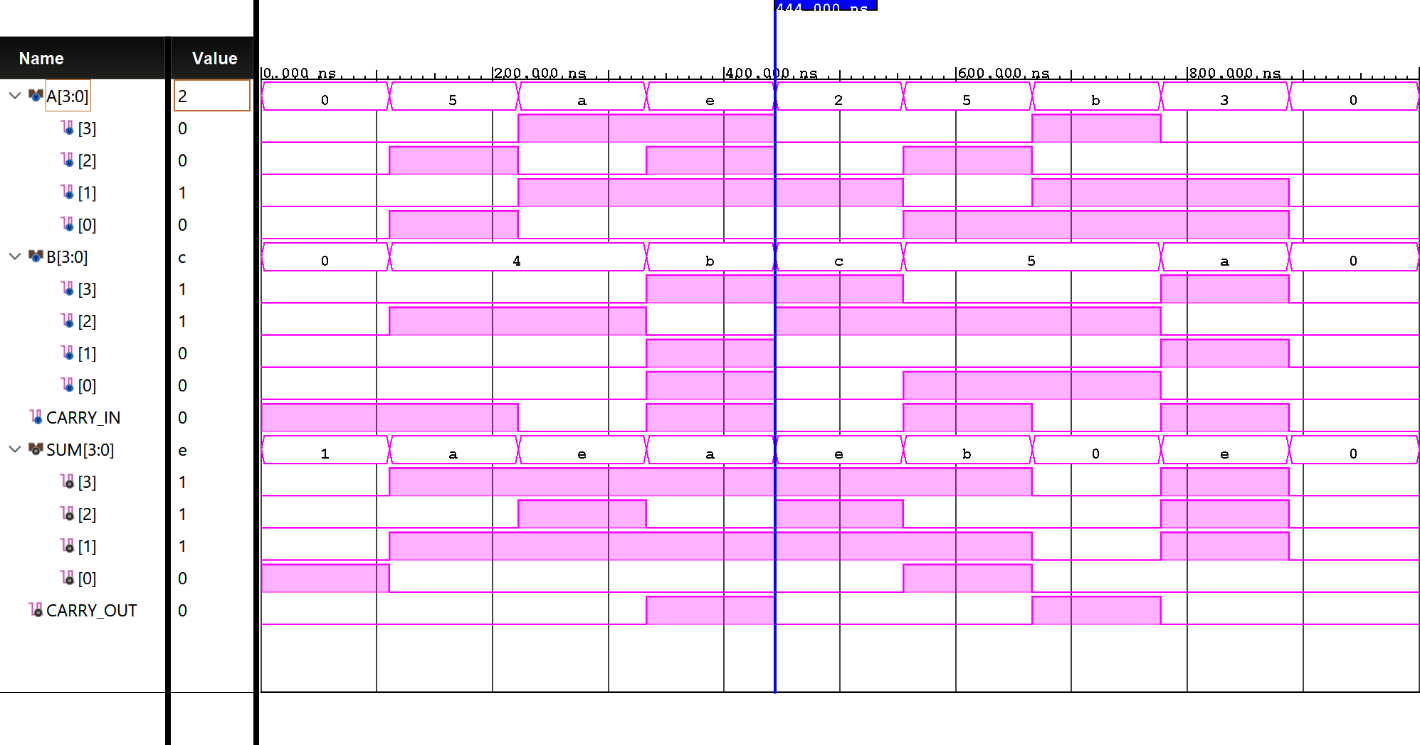 444.000 ns
Name Value
0.000 ns 200.000 ns 400.000 ns 600.000 ns 800.000 ns
A[3:0] 2 0 5 a e 2 5 b 3 0
[3] 0
[2] 0
[1] 1
[0] 0
B[3:0] c 0 4 b c 5 a 0
[3] 1
[2] 1
[1] 0
[0] 0
CARRY_IN 0
SUM[3:0] e 1 a e a e b 0 e 0
[3] 1
[2] 1
[1] 1
[0] 0
CARRY_OUT 0